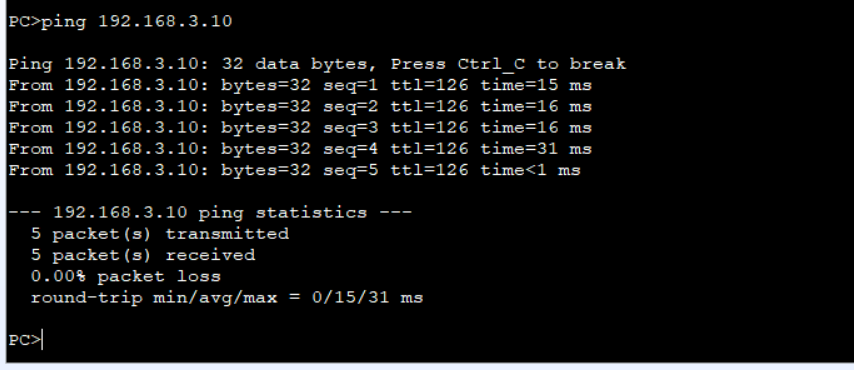 PC>ping 192.168.3.10
Ping 192.168.3.10: 32 data bytes, Press Ctrl_C to break
From 192.168.3.10: bytes=32 seq=1 ttl=126 time=15 ms
From 192.168.3.10: bytes=32 seq=2 ttl=126 time=16 ms
From 192.168.3.10: bytes=32 seq=3 ttl=126 time=16 ms
From 192.168.3.10: bytes=32 seq=4 ttl=126 time=31 ms
From 192.168.3.10: bytes=32 seq=5 ttl=126 time<1 ms
--- 192.168.3.10 ping statistics ---
5 packet(s) transmitted
5 packet(s) received
0.00% packet loss
round-trip min/avg/max = 0/15/31 ms
PC>